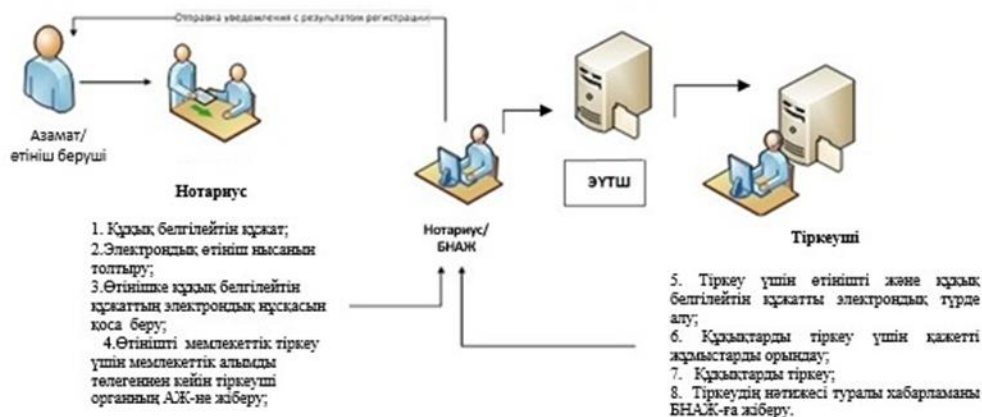 Отправка уведомления с результатом регистрации
Азамат/
өтініш беруші
Нотариус
1. Құқық белгілейтін құжат;
2.Электрондық өтініш нысанын
толтыру;
3.Өтінішке құқық белгілейтін
құжаттың электрондық нұсқасын
қоса беру;
4.Өтінішті мемлекеттік тіркеу
үшін мемлекеттік алымды
төлегеннен кейін тіркеуші
органның АЖ-не жіберу;
Нотариус/
БНАЖ
ЭҮТШ
Тіркеуші
5. Тіркеу үшін өтінішті және құқық
белгілейтін құжатты электрондық түрде
алу;
6. Құқықтарды тіркеу үшін қажетті
жұмыстарды орындау;
7. Құқықтарды тіркеу;
8. Тіркеудің нәтижесі туралы хабарламаны
БНАЖ-ға жіберу.